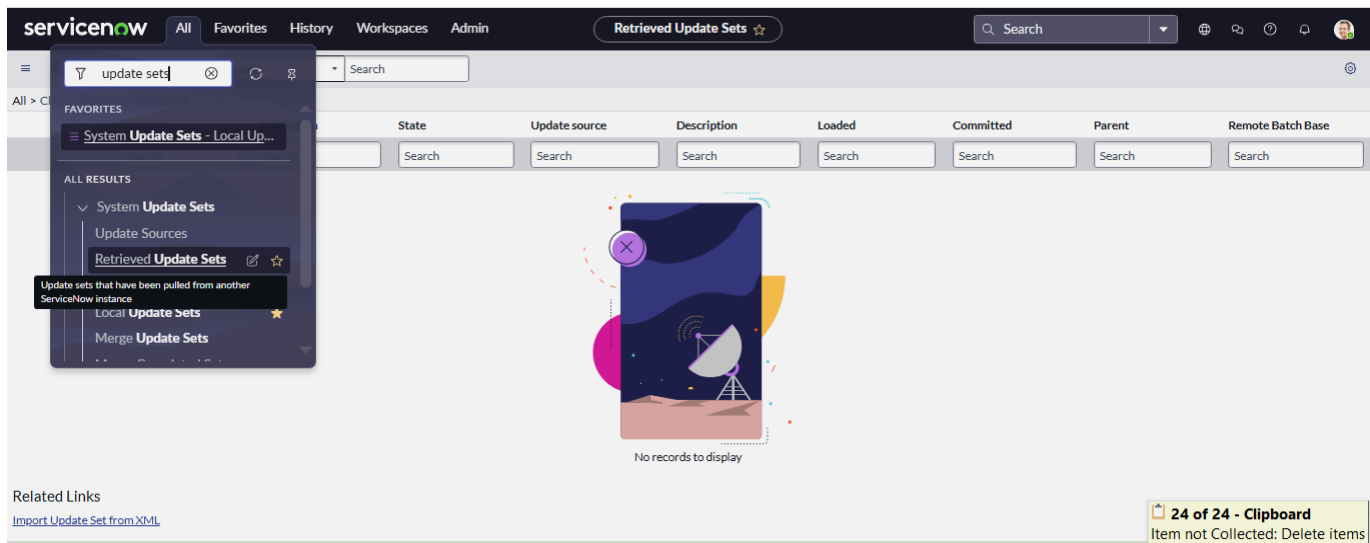 servicenow All Favorites History Workspaces Admin Retrieved Update Sets Search
update sets Search
All > Cl
FAVORITES
System Update Sets - Local Up...
ALL RESULTS
System Update Sets
Update Sources
Retrieved Update Sets
Update sets that have been pulled from another
ServiceNow instance
Local Update Sets
Merge Update Sets
State Update source Description Loaded Committed Parent Remote Batch Base
Search Search Search Search Search Search Search
No records to display
Related Links
Import Update Set from XML
24 of 24 - Clipboard
Item not Collected: Delete items